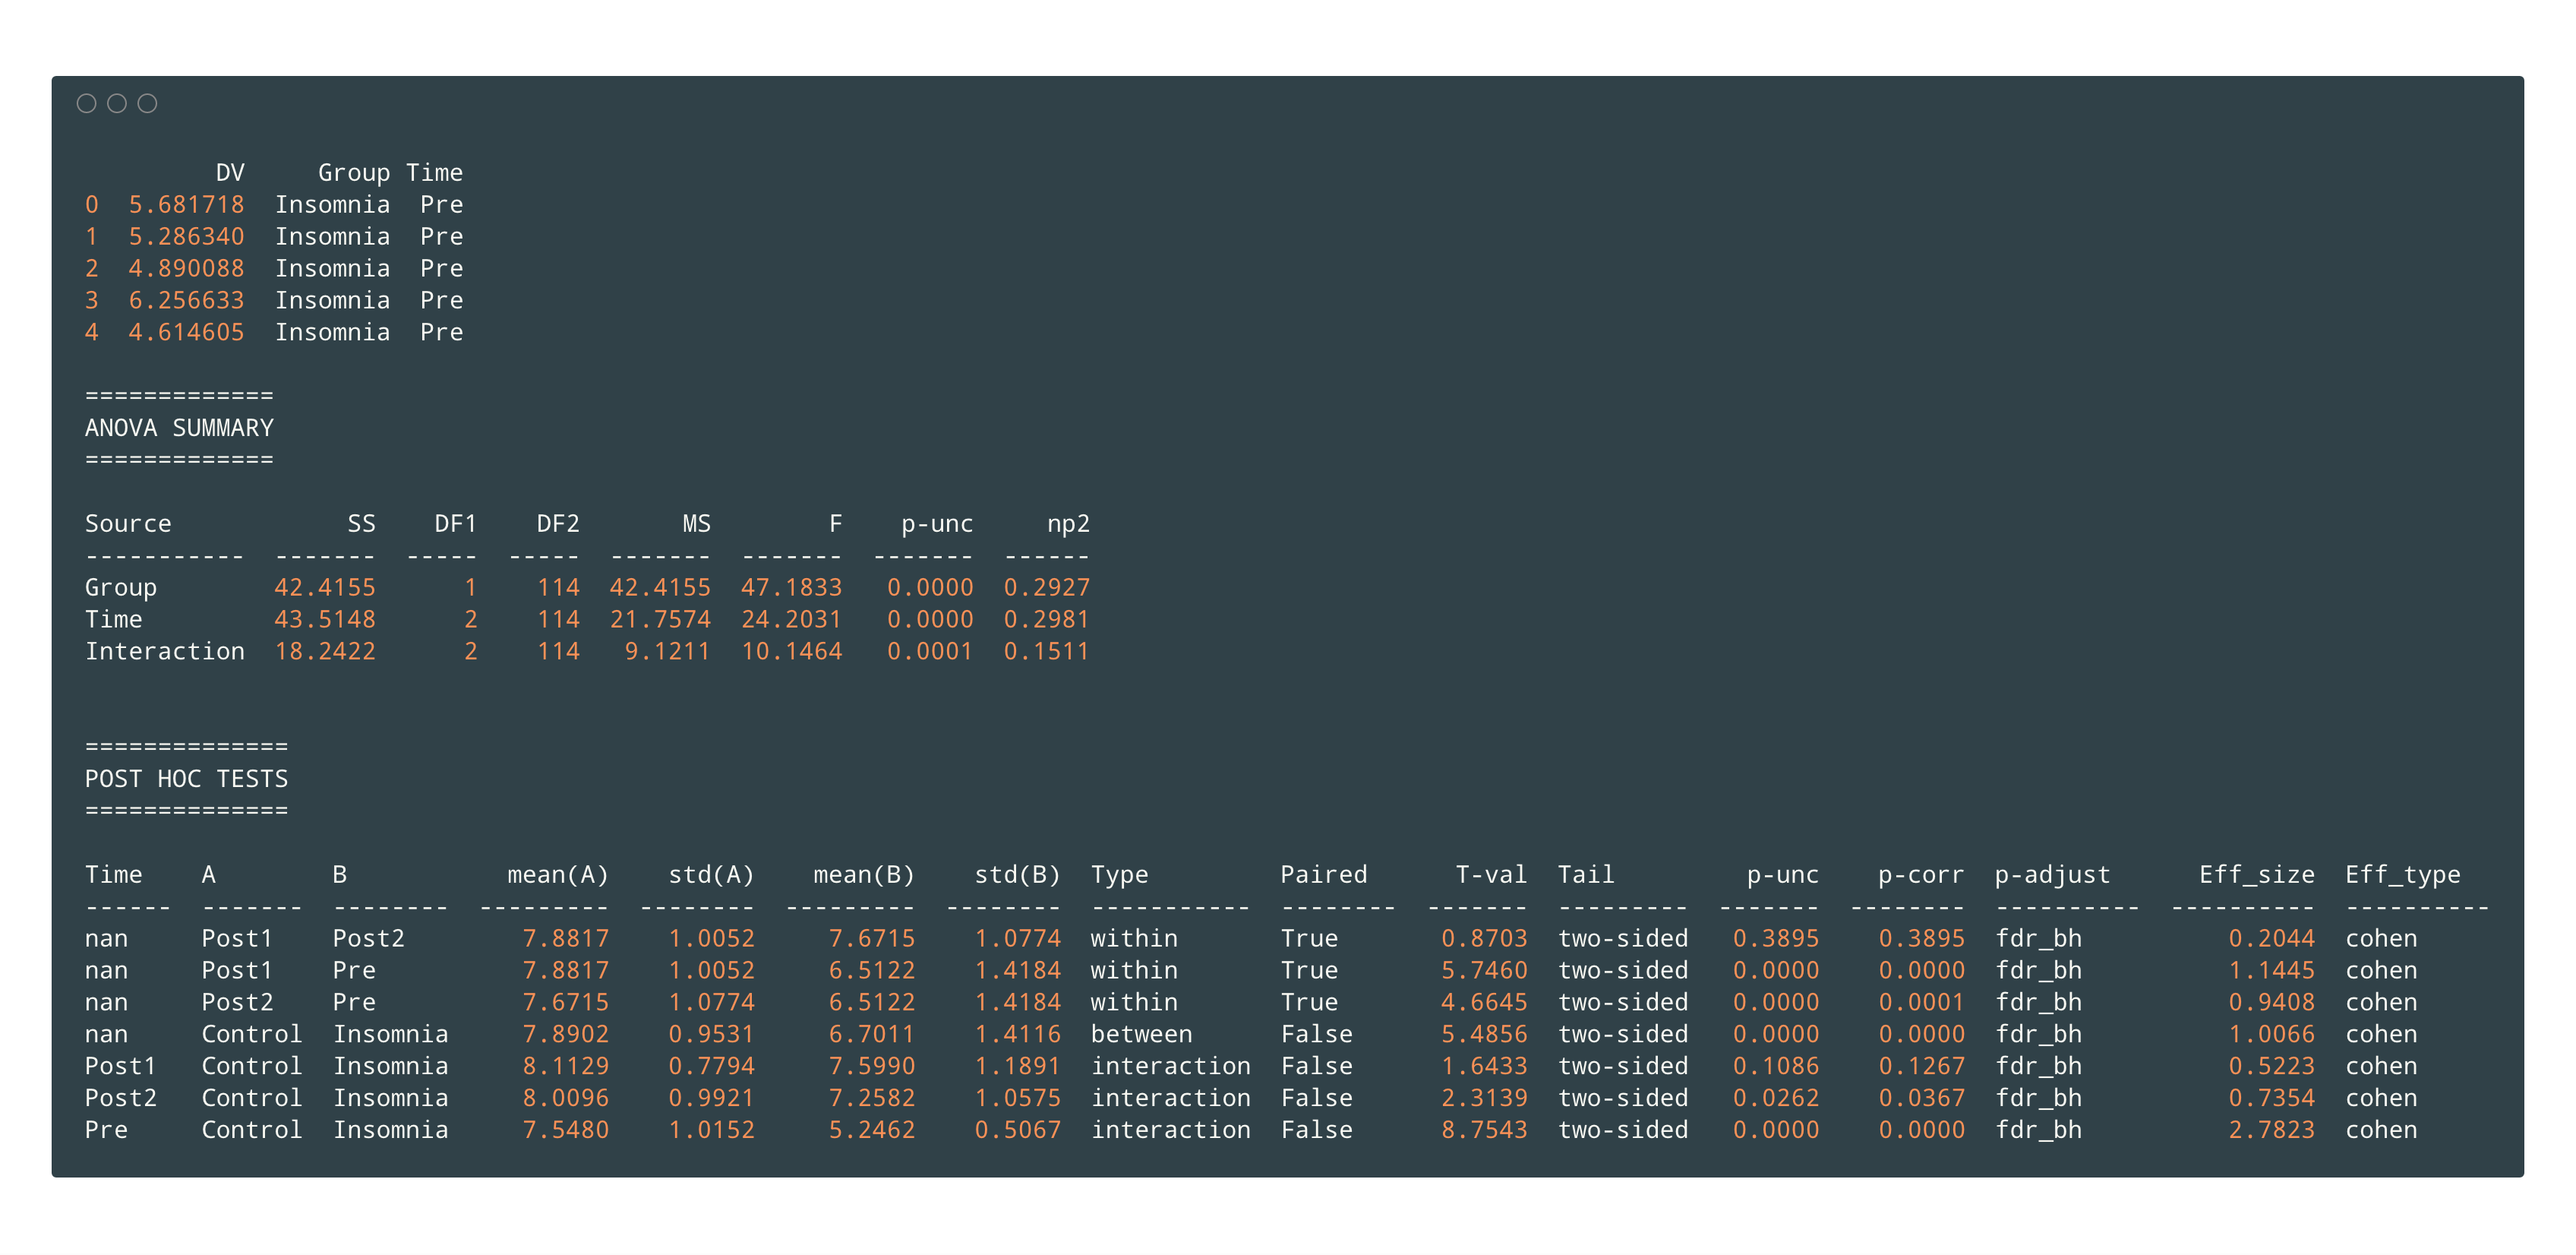 DV     Group Time
0  5.681718  Insomnia  Pre
1  5.286340  Insomnia  Pre
2  4.890088  Insomnia  Pre
3  6.256633  Insomnia  Pre
4  4.614605  Insomnia  Pre
=============
ANOVA SUMMARY
=============
Source            SS    DF1    DF2       MS        F    p-unc     np2
-----------  -------  -----  -----  -------  -------  -------  ------
Group        42.4155      1    114  42.4155  47.1833   0.0000  0.2927
Time         43.5148      2    114  21.7574  24.2031   0.0000  0.2981
Interaction  18.2422      2    114   9.1211  10.1464   0.0001  0.1511
==============
POST HOC TESTS
==============
Time    A        B           mean(A)    std(A)    mean(B)    std(B)  Type         Paired      T-val  Tail         p-unc    p-corr  p-adjust      Eff_size  Eff_type
------  -------  --------  ---------  --------  ---------  --------  -----------  --------  -------  ---------  -------  --------  ----------  ----------  ----------
nan     Post1    Post2        7.8817    1.0052     7.6715    1.0774  within       True       0.8703  two-sided   0.3895    0.3895  fdr_bh          0.2044  cohen
nan     Post1    Pre          7.8817    1.0052     6.5122    1.4184  within       True       5.7460  two-sided   0.0000    0.0000  fdr_bh          1.1445  cohen
nan     Post2    Pre          7.6715    1.0774     6.5122    1.4184  within       True       4.6645  two-sided   0.0000    0.0001  fdr_bh          0.9408  cohen
nan     Control  Insomnia     7.8902    0.9531     6.7011    1.4116  between      False      5.4856  two-sided   0.0000    0.0000  fdr_bh          1.0066  cohen
Post1   Control  Insomnia     8.1129    0.7794     7.5990    1.1891  interaction  False      1.6433  two-sided   0.1086    0.1267  fdr_bh          0.5223  cohen
Post2   Control  Insomnia     8.0096    0.9921     7.2582    1.0575  interaction  False      2.3139  two-sided   0.0262    0.0367  fdr_bh          0.7354  cohen
Pre     Control  Insomnia     7.5480    1.0152     5.2462    0.5067  interaction  False      8.7543  two-sided   0.0000    0.0000  fdr_bh          2.7823  cohen